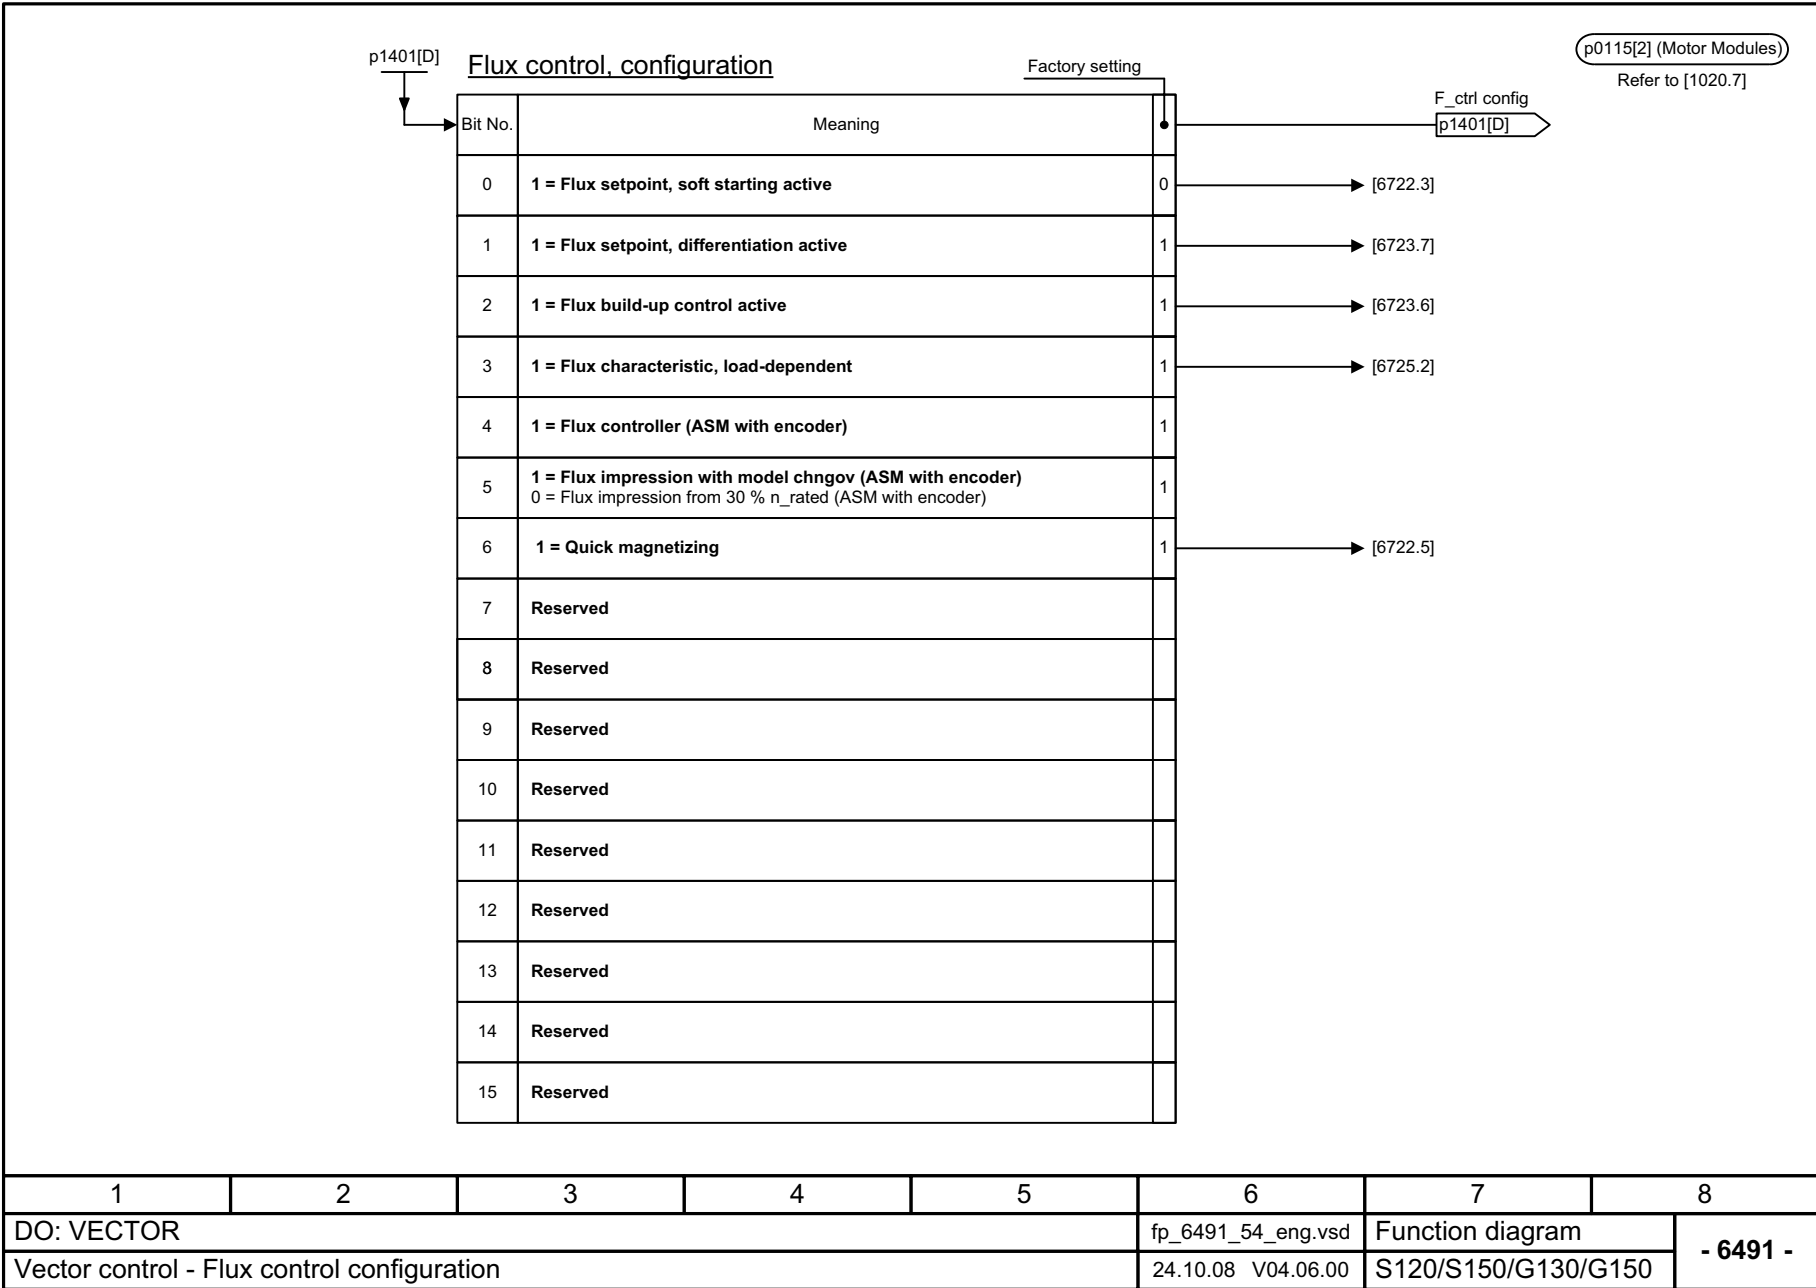 p1401[D]
Flux control, configuration
Factory setting
p0115[2] (Motor Modules)
Refer to [1020.7]
F_ctrl config
p1401[D]
Bit No. Meaning
0 1 = Flux setpoint, soft starting active 0 [6722.3]
1 1 = Flux setpoint, differentiation active 1 [6723.7]
2 1 = Flux build-up control active 1 [6723.6]
3 1 = Flux characteristic, load-dependent 1 [6725.2]
4 1 = Flux controller (ASM with encoder) 1
5 1 = Flux impression with model chngov (ASM with encoder) 1
0 = Flux impression from 30 % n_rated (ASM with encoder)
6 1 = Quick magnetizing 1 [6722.5]
7 Reserved
8 Reserved
9 Reserved
10 Reserved
11 Reserved
12 Reserved
13 Reserved
14 Reserved
15 Reserved
1 2 3 4 5 6 7 8
DO: VECTOR fp_6491_54_eng.vsd Function diagram - 6491 -
Vector control - Flux control configuration 24.10.08 V04.06.00 S120/S150/G130/G150